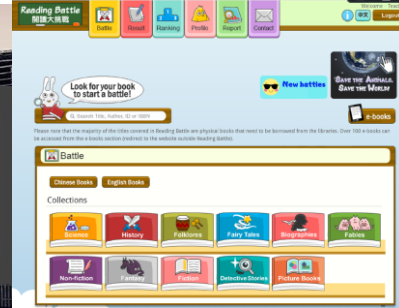 Reading Battle
閱讀大挑戰
Battle
Result
Ranking
Profile
Report
Contact
Welcome
中文
Logout
Look for your book
to start a battle!
New battles
SAVE THE ANIMALS,
SAVE THE WORLD!
Search Title, Author, ID or ISBN
e-books
Please note that the majority of the titles covered in Reading Battle are physical books that need to be borrowed from the libraries. Over 100 e-books can
be accessed from the e-books section (redirect to the website outside Reading Battle).
Battle
Chinese Books
English Books
Collections
Science
History
Folklores
Fairy Tales
Biographies
Fables
Non-fiction
Fantasy
Fiction
Detective Stories
Picture Books